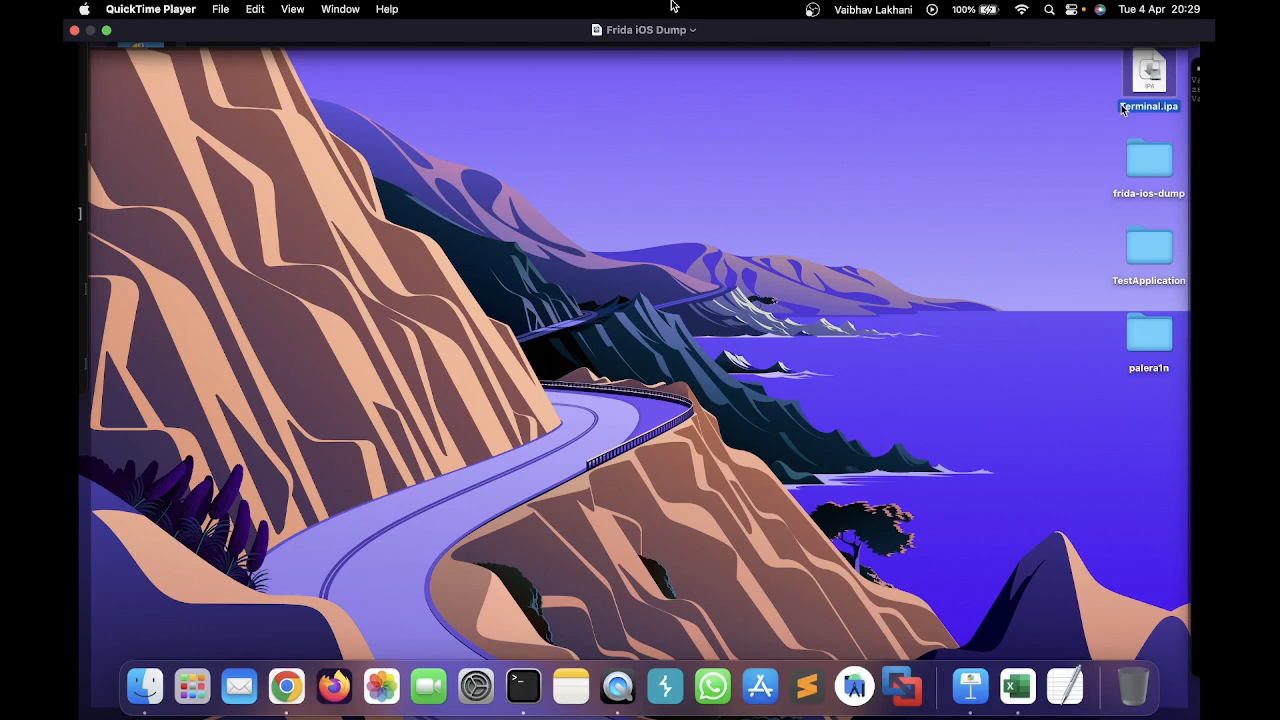 QuickTime Player File Edit View Window Help Vaibhav Lakhani 100% Tue 4 Apr 20:29
Frida iOS Dump
IPA
Terminal.ipa
frida-ios-dump
TestApplication
palera1n